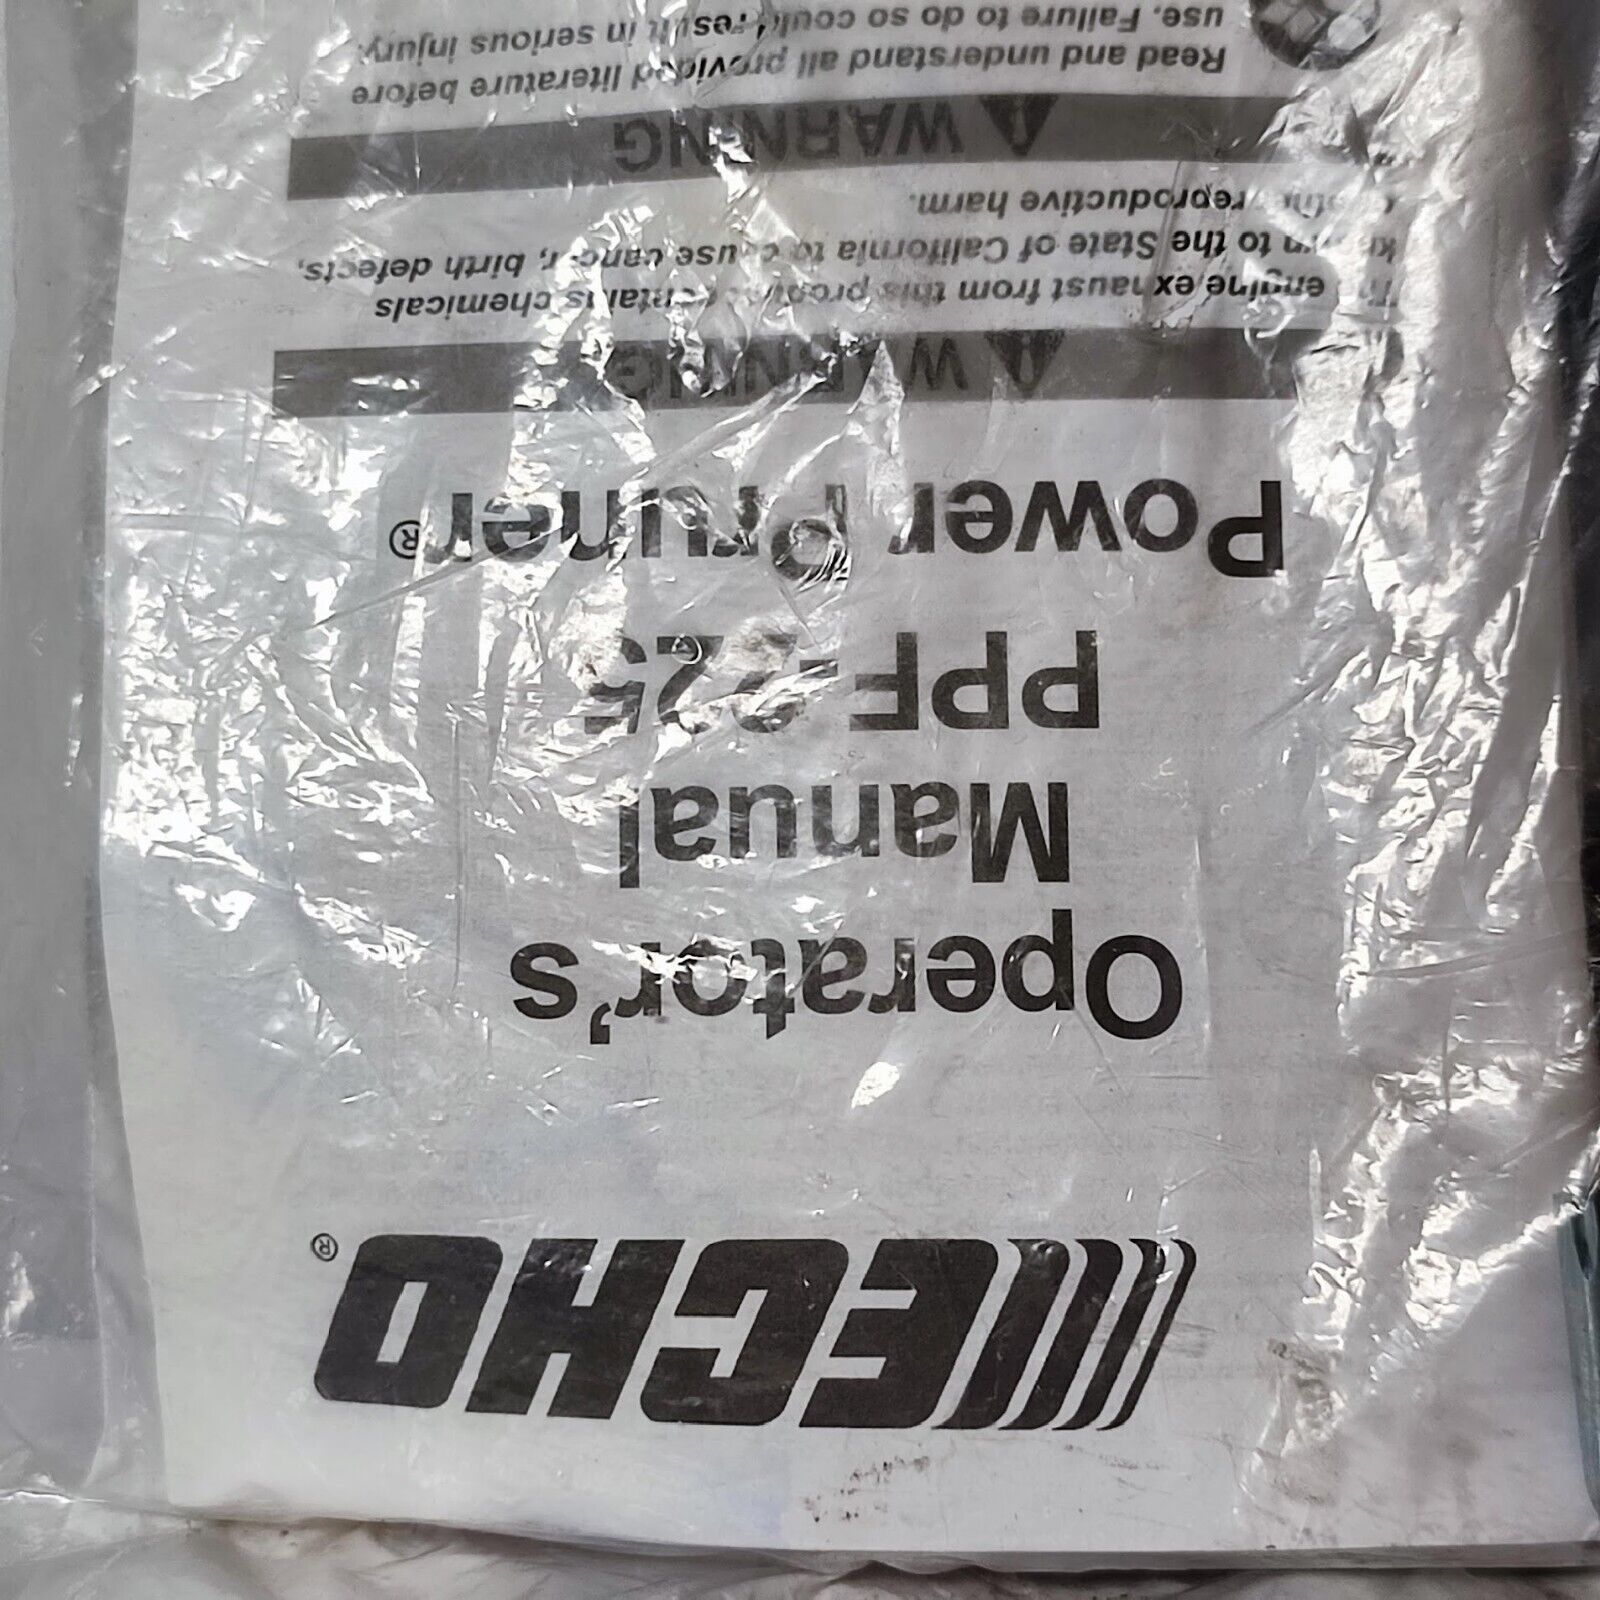 ECHO®
Operator's
Manual
PPF-225
Power Pruner®
WARNING
The engine exhaust from this product contains chemicals
known to the State of California to cause cancer, birth defects,
or other reproductive harm.
WARNING
Read and understand all provided literature before
use. Failure to do so could result in serious injury.